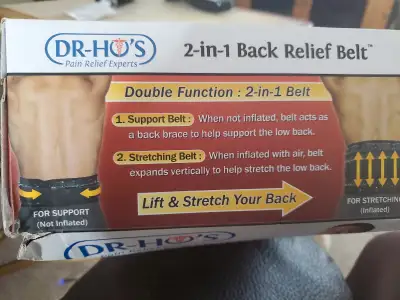 DR-HO'S
Pain Relief Experts
2-in-1 Back Relief Belt™
Double Function : 2-in-1 Belt
1. Support Belt : When not inflated, belt acts as
a back brace to help support the low back.
2. Stretching Belt : When inflated with air, belt
expands vertically to help stretch the low back.
Lift & Stretch Your Back
FOR SUPPORT
(Not Inflated)
FOR STRETCHING
(Inflated)
DR-HO'S